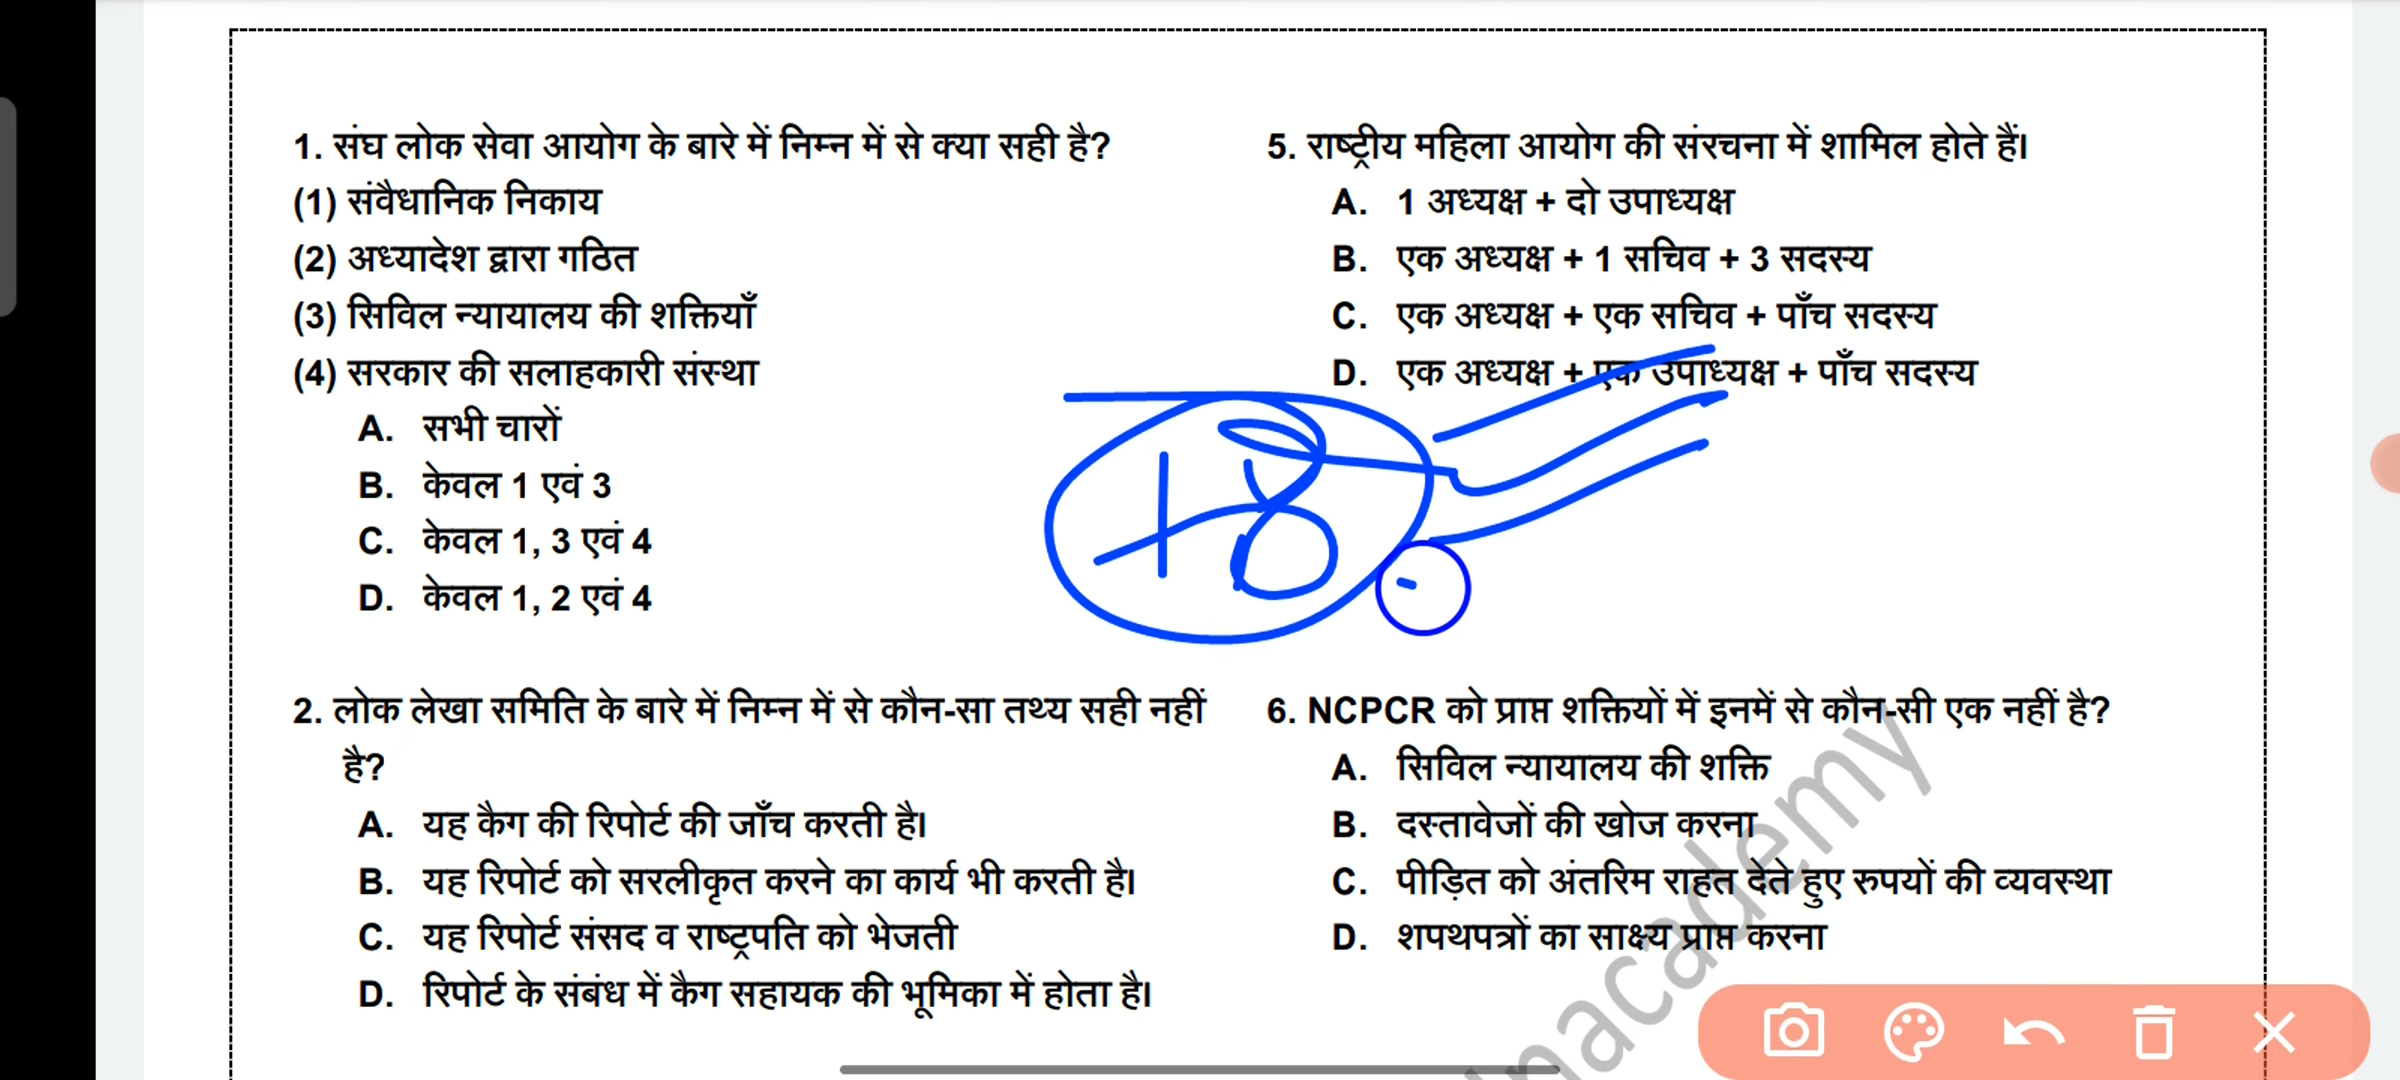 1. संघ लोक सेवा आयोग के बारे में निम्न में से क्या सही है?
(1) संवैधानिक निकाय
(2) अध्यादेश द्वारा गठित
(3) सिविल न्यायालय की शक्तियाँ
(4) सरकार की सलाहकारी संस्था
A. सभी चारों
B. केवल 1 एवं 3
C. केवल 1, 3 एवं 4
D. केवल 1, 2 एवं 4
2. लोक लेखा समिति के बारे में निम्न में से कौन-सा तथ्य सही नहीं
है?
A. यह कैग की रिपोर्ट की जाँच करती है।
B. यह रिपोर्ट को सरलीकृत करने का कार्य भी करती है।
C. यह रिपोर्ट संसद व राष्ट्रपति को भेजती
D. रिपोर्ट के संबंध में कैग सहायक की भूमिका में होता है।
5. राष्ट्रीय महिला आयोग की संरचना में शामिल होते हैं।
A. 1 अध्यक्ष + दो उपाध्यक्ष
B. एक अध्यक्ष + 1 सचिव + 3 सदस्य
C. एक अध्यक्ष + एक सचिव + पाँच सदस्य
D. एक अध्यक्ष + एक उपाध्यक्ष + पाँच सदस्य
+8
6. NCPCR को प्राप्त शक्तियों में इनमें से कौन-सी एक नहीं है?
A. सिविल न्यायालय की शक्ति
B. दस्तावेजों की खोज करना
C. पीड़ित को अंतरिम राहत देते हुए रुपयों की व्यवस्था
D. शपथपत्रों का साक्ष्य प्राप्त करना